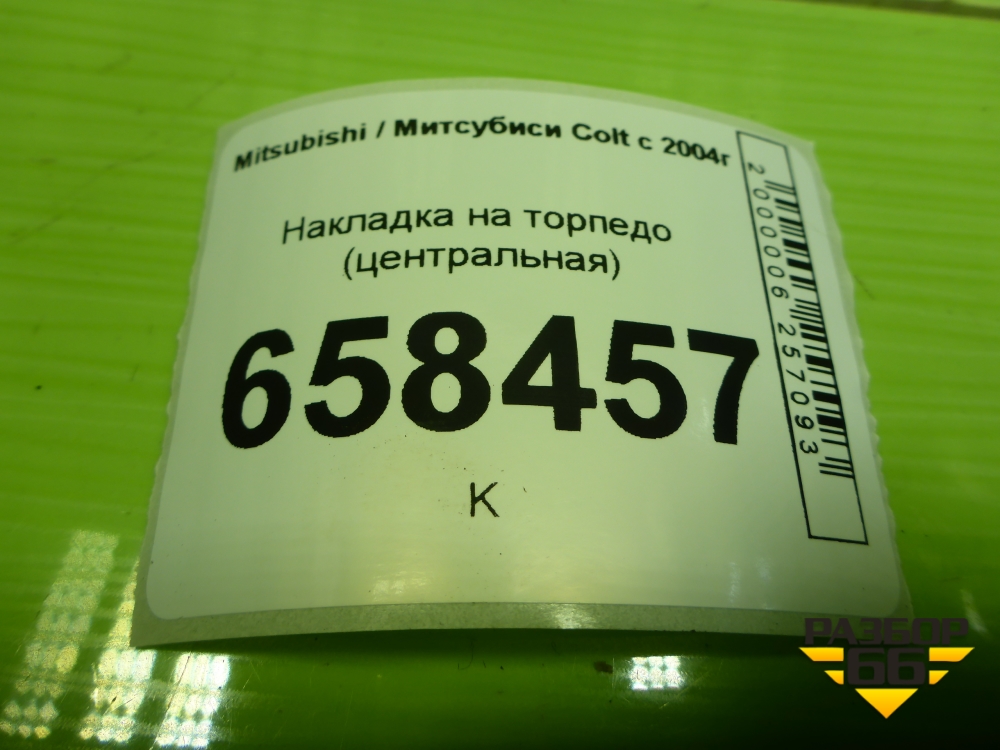 Mitsubishi / Митсубиси Colt с 2004г
Накладка на торпедо
(центральная)
658457
К
2000006257093
РАЗБОР
66